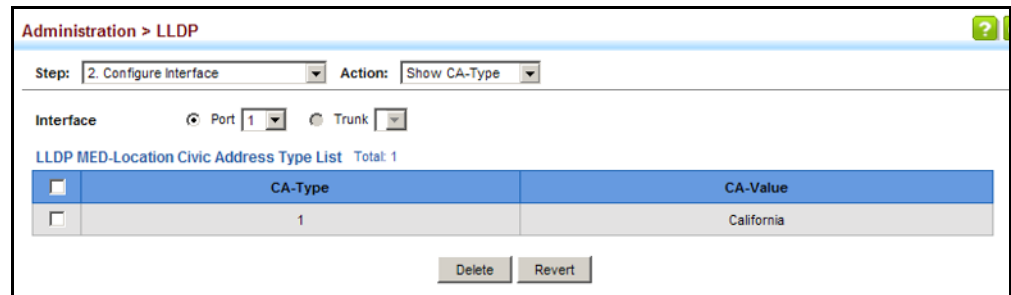 Administration > LLDP
?
Step: 2. Configure Interface Action: Show CA-Type
Interface Port 1 Trunk
LLDP MED-Location Civic Address Type List Total: 1
CA-Type CA-Value
1 California
Delete Revert